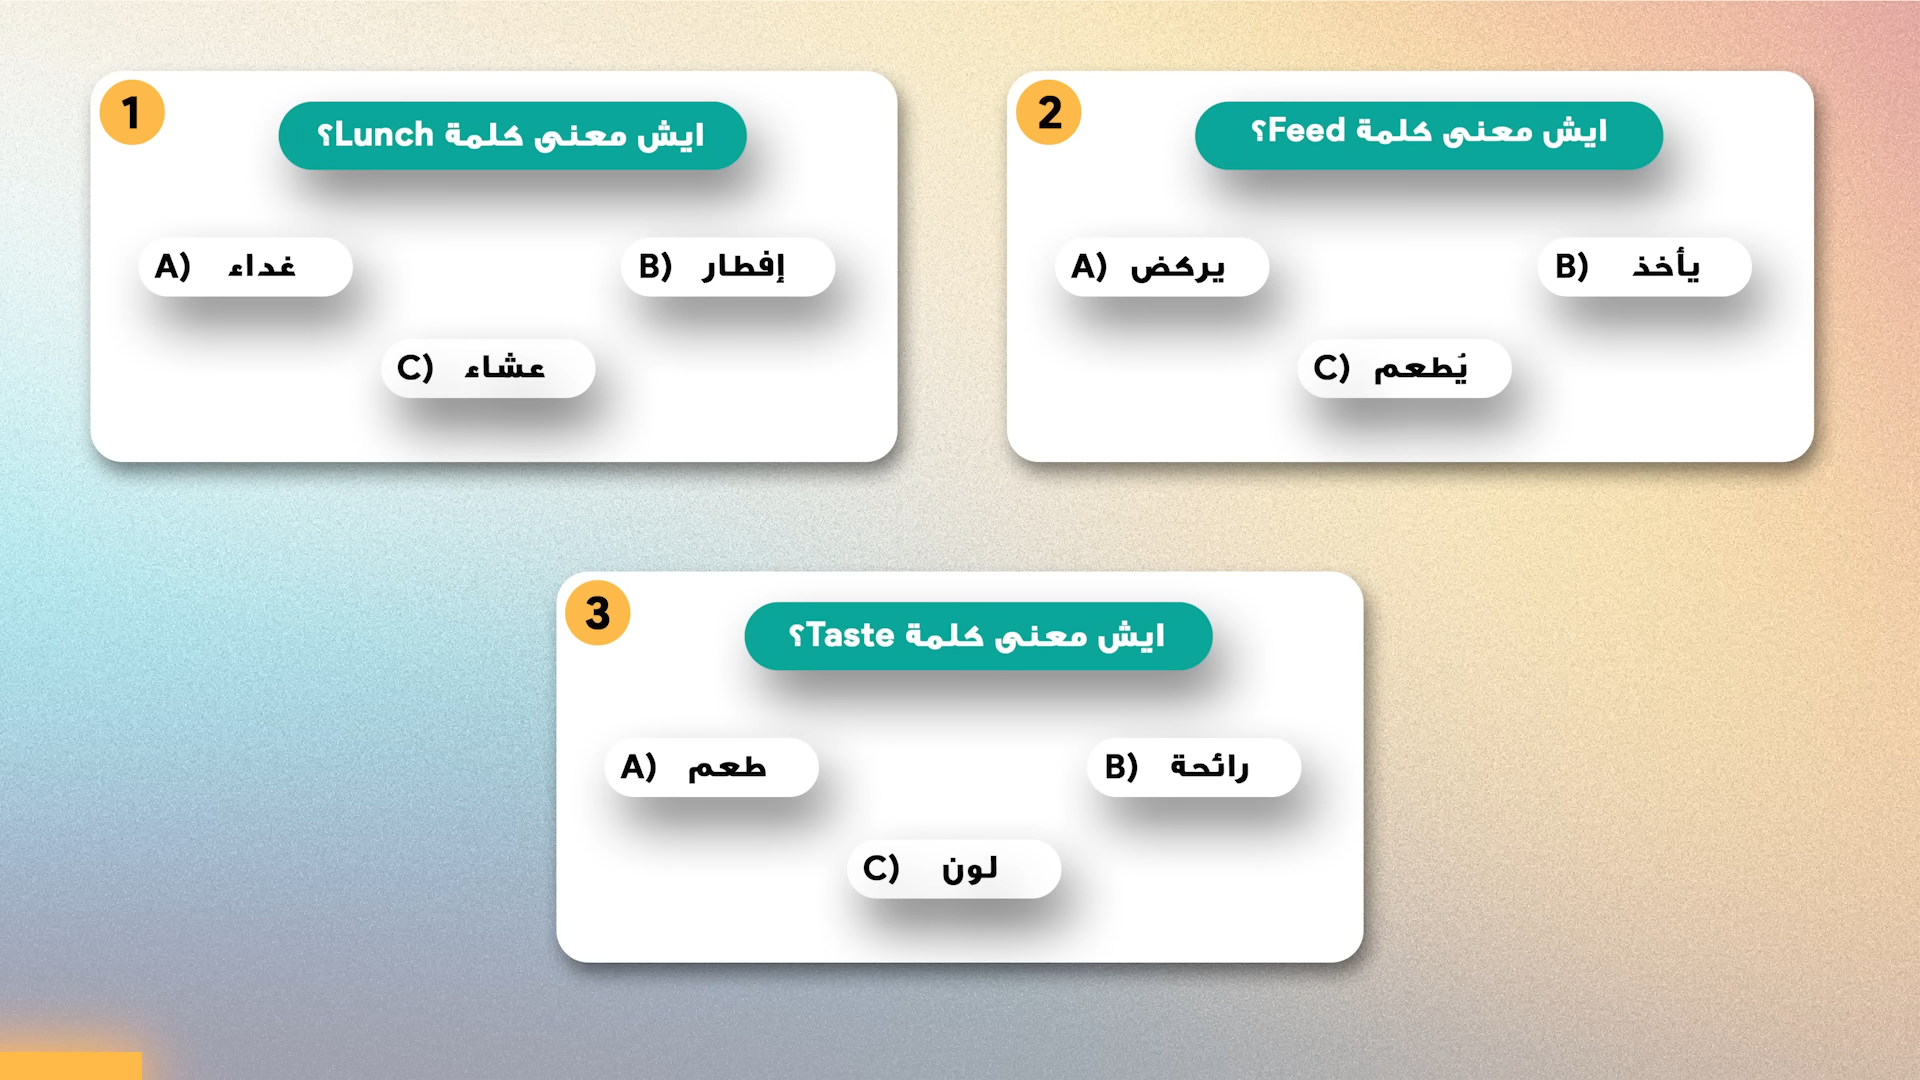 1
ايش معنى كلمة Lunch؟
A) غداء
B) إفطار
C) عشاء
2
ايش معنى كلمة Feed؟
A) يركض
B) يأخذ
C) يُطعم
3
ايش معنى كلمة Taste؟
A) طعم
B) رائحة
C) لون